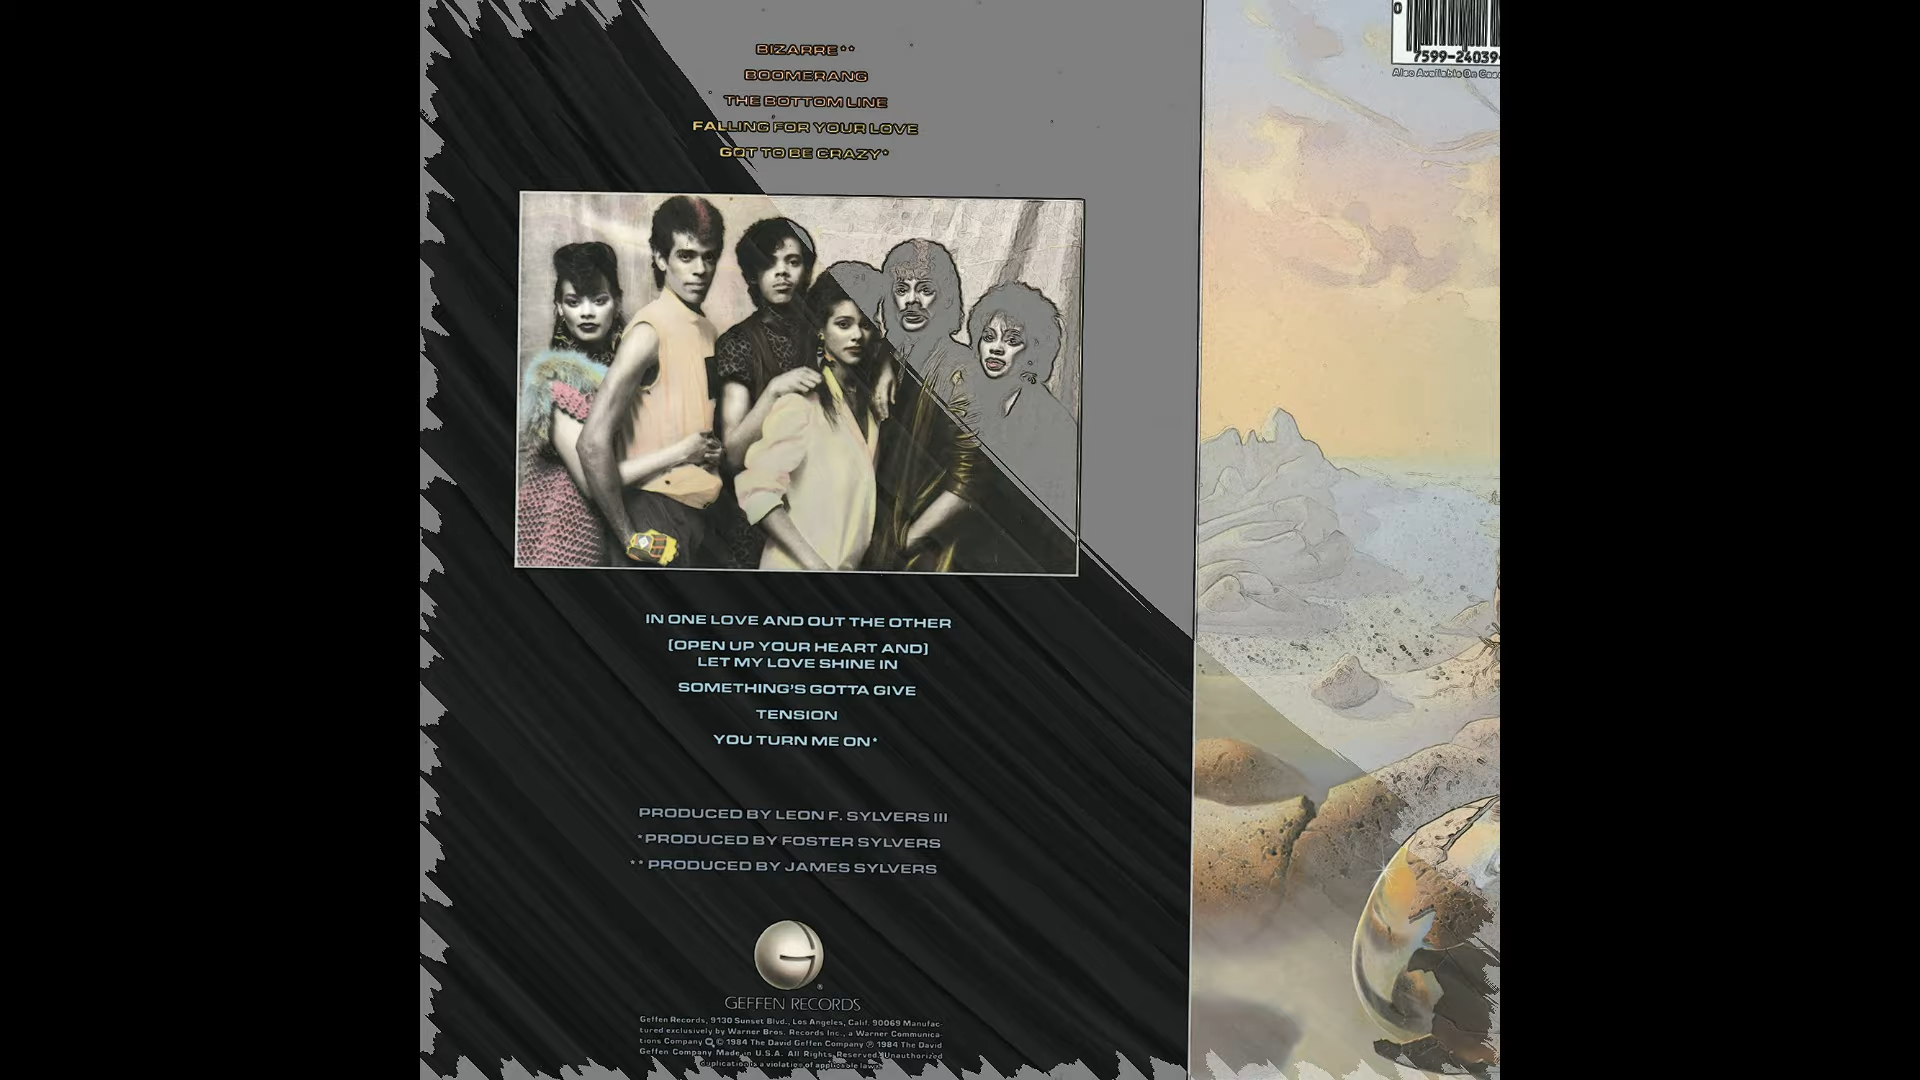 BIZARRE**
BOOMERANG
THE BOTTOM LINE
FALLING FOR YOUR LOVE
GOT TO BE CRAZY*
IN ONE LOVE AND OUT THE OTHER
(OPEN UP YOUR HEART AND)
LET MY LOVE SHINE IN
SOMETHING'S GOTTA GIVE
TENSION
YOU TURN ME ON*
PRODUCED BY LEON F. SYLVERS III
*PRODUCED BY FOSTER SYLVERS
**PRODUCED BY JAMES SYLVERS
GEFFEN RECORDS
Geffen Records, 9130 Sunset Blvd., Los Angeles, Calif. 90069 Manufac-
tured exclusively by Warner Bros. Records Inc., a Warner Communica-
tions Company © 1984 The David Geffen Company ℗ 1984 The David
Geffen Company Made in U.S.A. All Rights Reserved. Unauthorized
duplication is a violation of applicable laws.
0
7599-24039
Also Available On